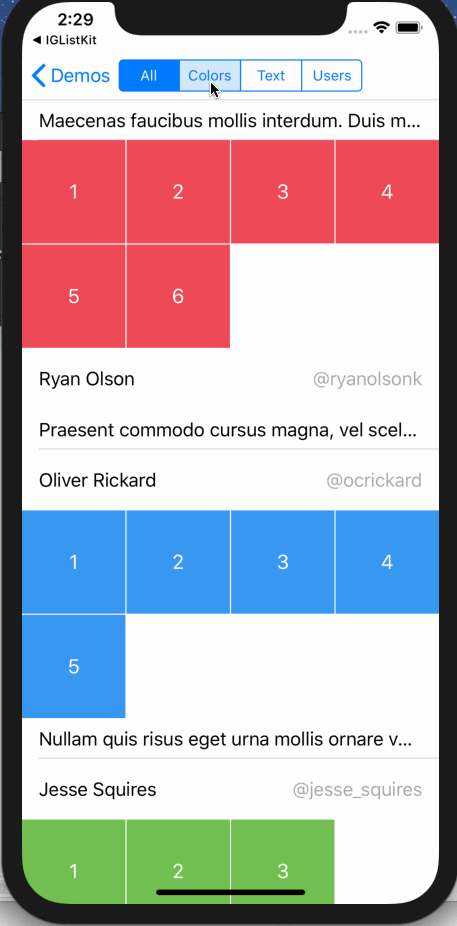 2:29
◀ IGListKit
Demos
All Colors Text Users
Maecenas faucibus mollis interdum. Duis m...
1 2 3 4
5 6
Ryan Olson @ryanolsonk
Praesent commodo cursus magna, vel scel...
Oliver Rickard @ocrickard
1 2 3 4
5
Nullam quis risus eget urna mollis ornare v...
Jesse Squires @jesse_squires
1 2 3